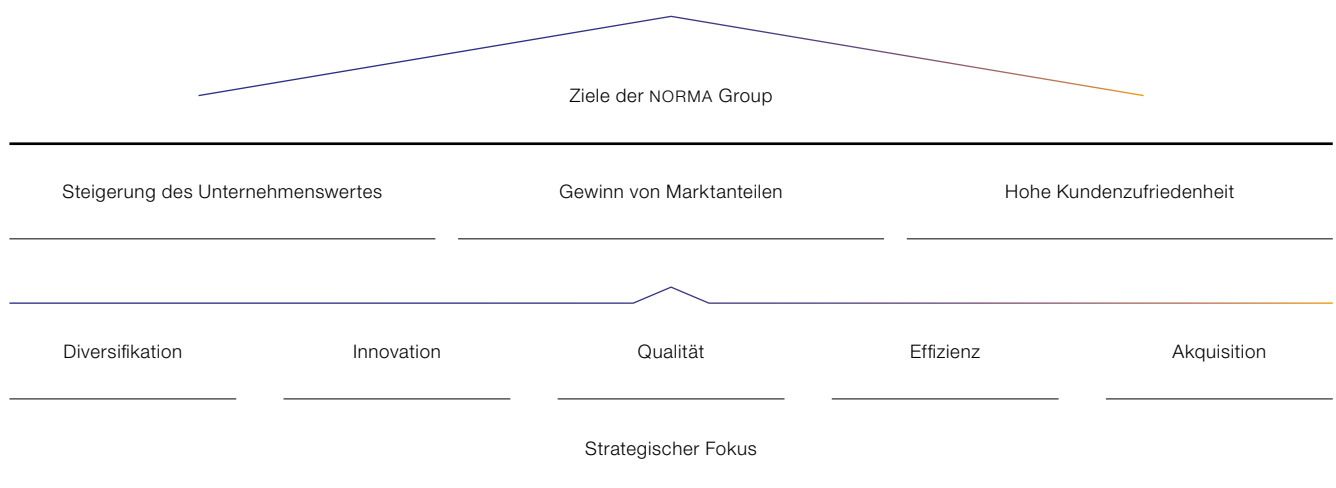 Ziele der NORMA Group
Steigerung des Unternehmenswertes
Gewinn von Marktanteilen
Hohe Kundenzufriedenheit
Diversifikation
Innovation
Qualität
Effizienz
Akquisition
Strategischer Fokus